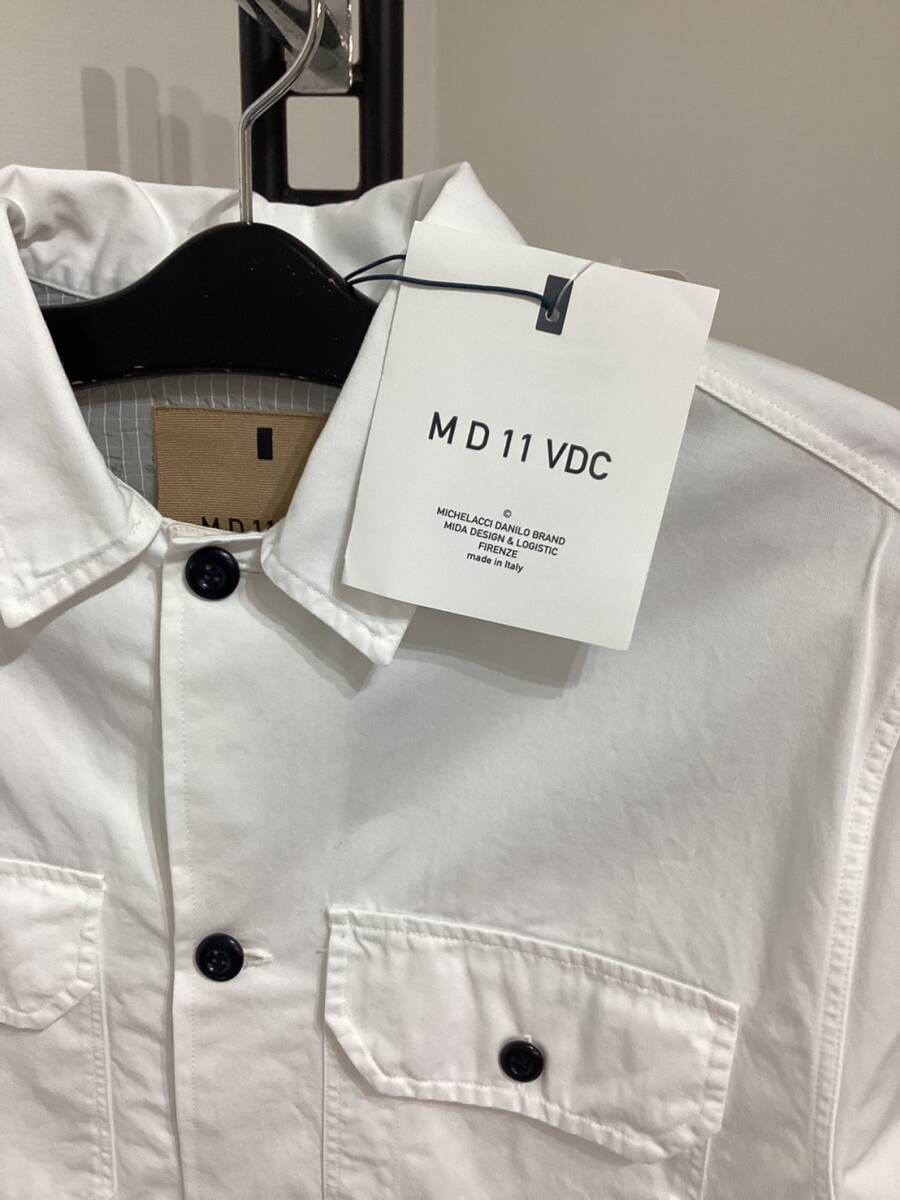 M D 11 VDC
©
MICHELACCI DANILO BRAND
MIDA DESIGN & LOGISTIC
FIRENZE
made in Italy
M D 11